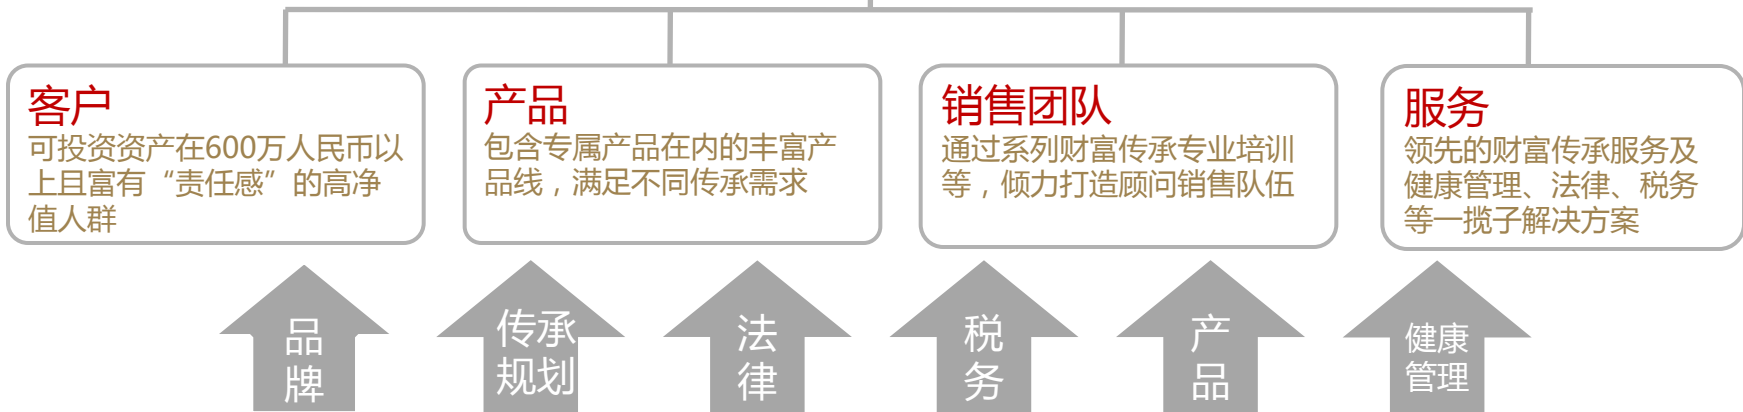 客户
可投资资产在600万人民币以
上且富有“责任感”的高净
值人群
产品
包含专属产品在内的丰富产
品线，满足不同传承需求
销售团队
通过系列财富传承专业培训
等，倾力打造顾问销售队伍
服务
领先的财富传承服务及
健康管理、法律、税务
等一揽子解决方案
品
牌
传承
规划
法
律
税
务
产
品
健康
管理